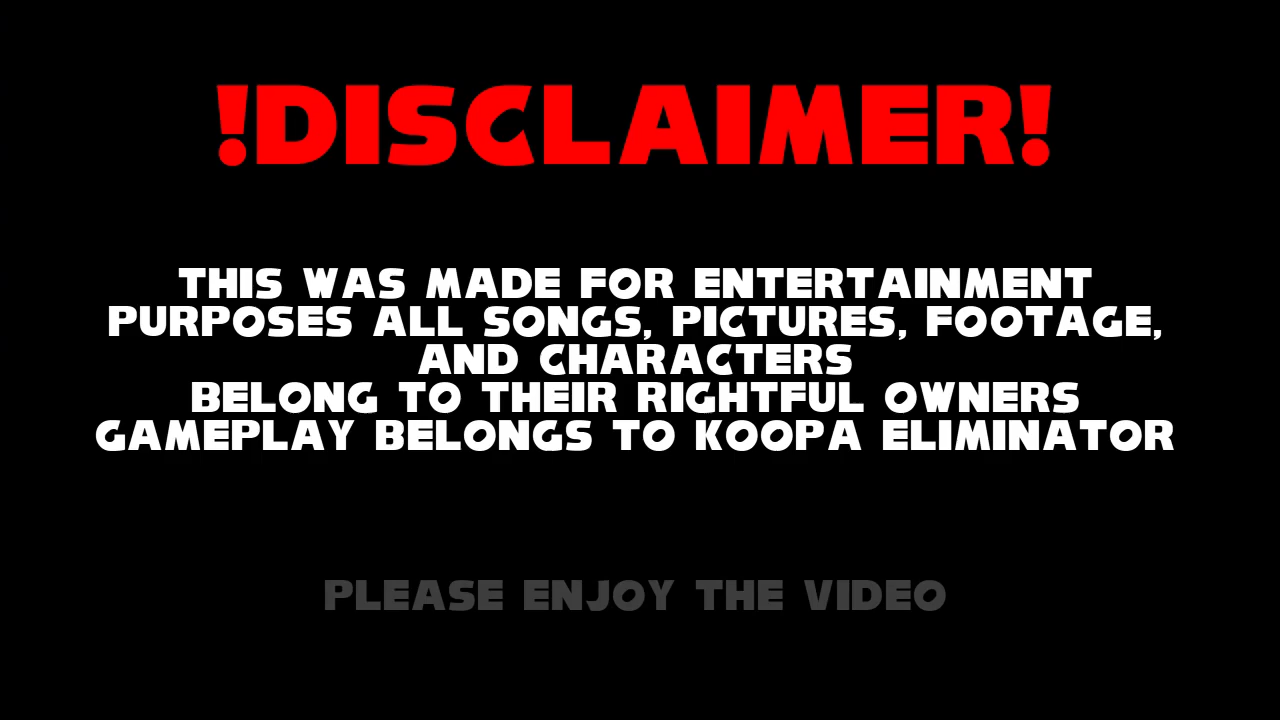 !DISCLAIMER!
THIS WAS MADE FOR ENTERTAINMENT
PURPOSES ALL SONGS, PICTURES, FOOTAGE,
AND CHARACTERS
BELONG TO THEIR RIGHTFUL OWNERS
GAMEPLAY BELONGS TO KOOPA ELIMINATOR
PLEASE ENJOY THE VIDEO